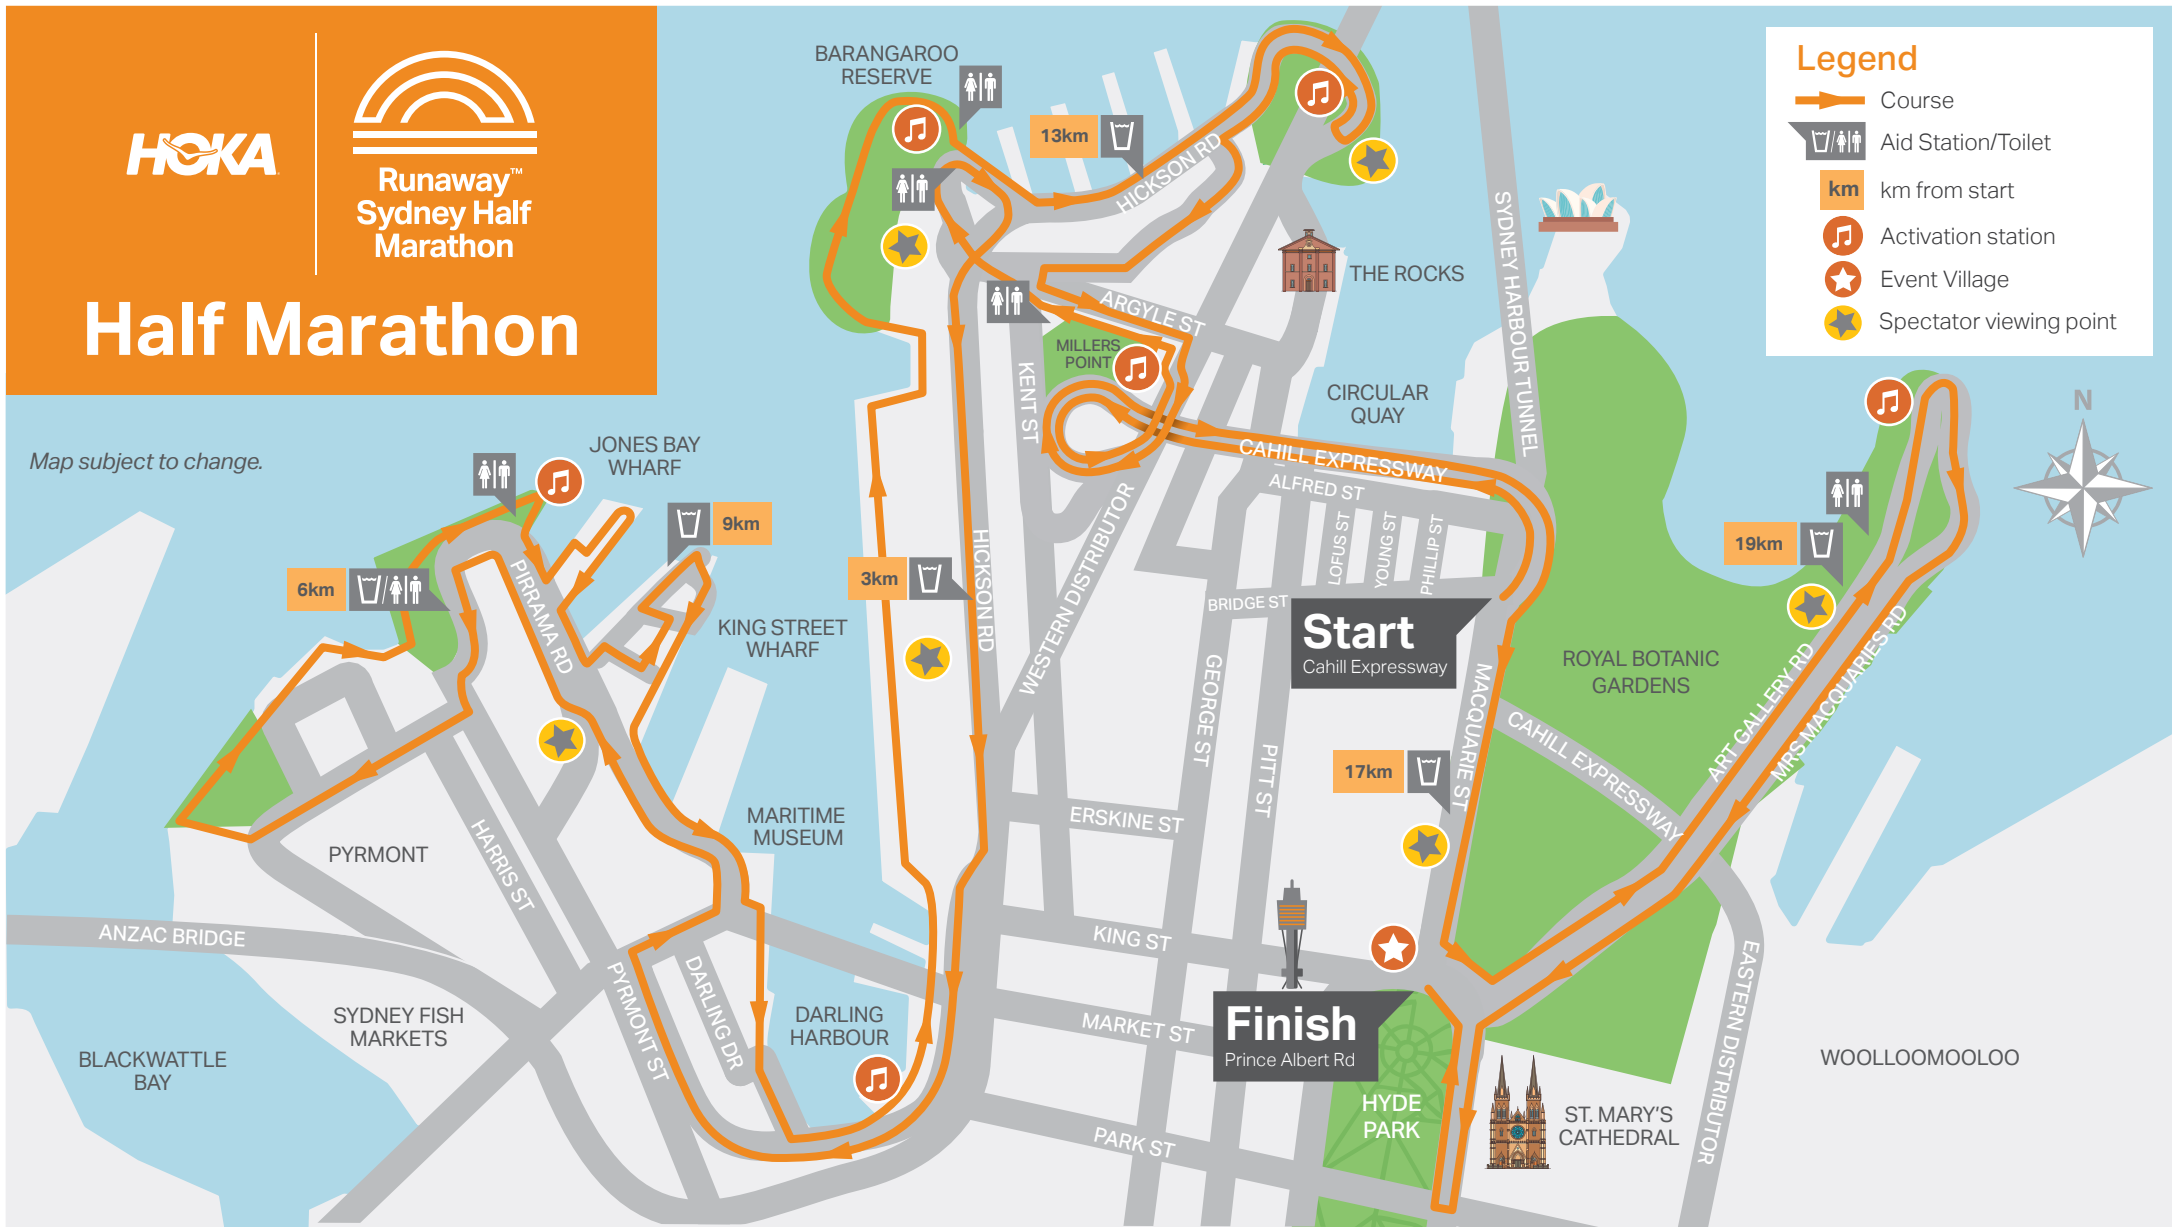 HOKA
Runaway™
Sydney Half
Marathon
Half Marathon
Map subject to change.
Legend
Course
Aid Station/Toilet
km
km from start
Activation station
Event Village
Spectator viewing point
N
BARANGAROO
RESERVE
13km
HICKSON RD
THE ROCKS
SYDNEY HARBOUR TUNNEL
ARGYLE ST
MILLERS
POINT
KENT ST
CIRCULAR
QUAY
CAHILL EXPRESSWAY
ALFRED ST
LOFUS ST
YOUNG ST
PHILLIP ST
BRIDGE ST
JONES BAY
WHARF
9km
6km
PIRRAMA RD
KING STREET
WHARF
3km
HICKSON RD
WESTERN DISTRIBUTOR
Start
Cahill Expressway
19km
ROYAL BOTANIC
GARDENS
ART GALLERY RD
MRS MACQUARIES RD
CAHILL EXPRESSWAY
MACQUARIE ST
GEORGE ST
PITT ST
17km
ERSKINE ST
MARITIME
MUSEUM
PYRMONT
HARRIS ST
ANZAC BRIDGE
KING ST
MARKET ST
PARK ST
PYRMONT ST
DARLING DR
DARLING
HARBOUR
SYDNEY FISH
MARKETS
BLACKWATTLE
BAY
Finish
Prince Albert Rd
HYDE
PARK
ST. MARY'S
CATHEDRAL
EASTERN DISTRIBUTOR
WOOLLOOMOOLOO